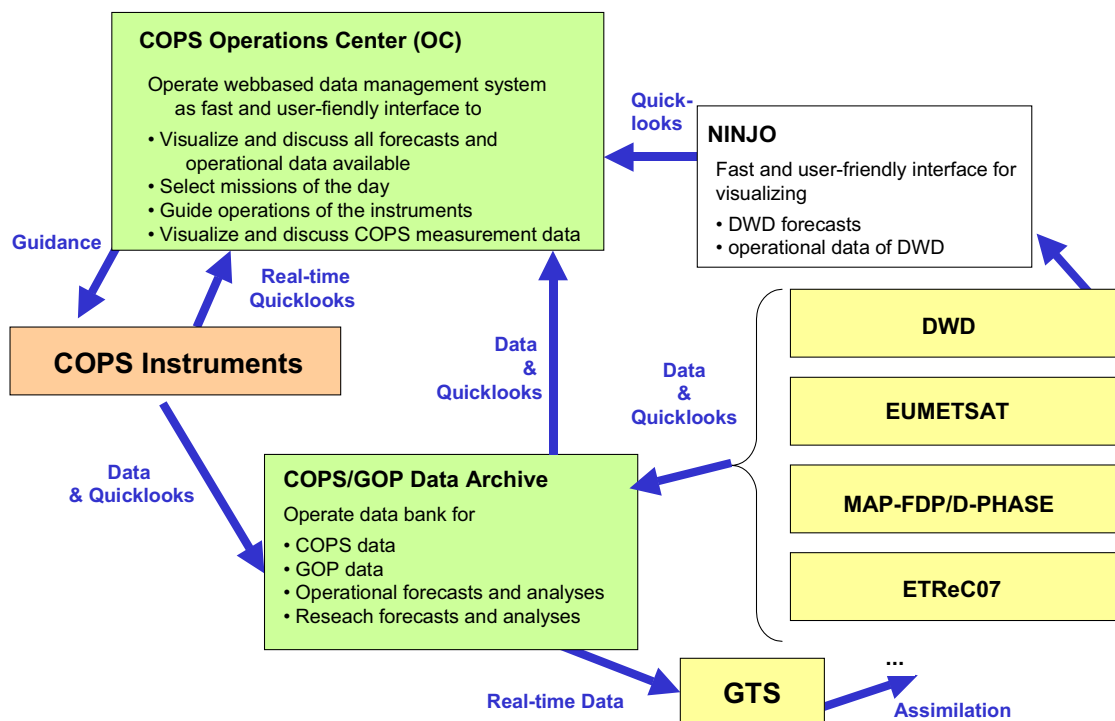 COPS Operations Center (OC)
Operate webbased data management system
as fast and user-fiendly interface to
• Visualize and discuss all forecasts and
operational data available
• Select missions of the day
• Guide operations of the instruments
• Visualize and discuss COPS measurement data
Quick-
looks
NINJO
Fast and user-friendly interface for
visualizing
• DWD forecasts
• operational data of DWD
Guidance
Real-time
Quicklooks
COPS Instruments
Data
& Quicklooks
Data
&
Quicklooks
Data
&
Quicklooks
DWD
EUMETSAT
MAP-FDP/D-PHASE
ETReC07
...
COPS/GOP Data Archive
Operate data bank for
• COPS data
• GOP data
• Operational forecasts and analyses
• Reseach forecasts and analyses
Real-time Data
GTS
Assimilation